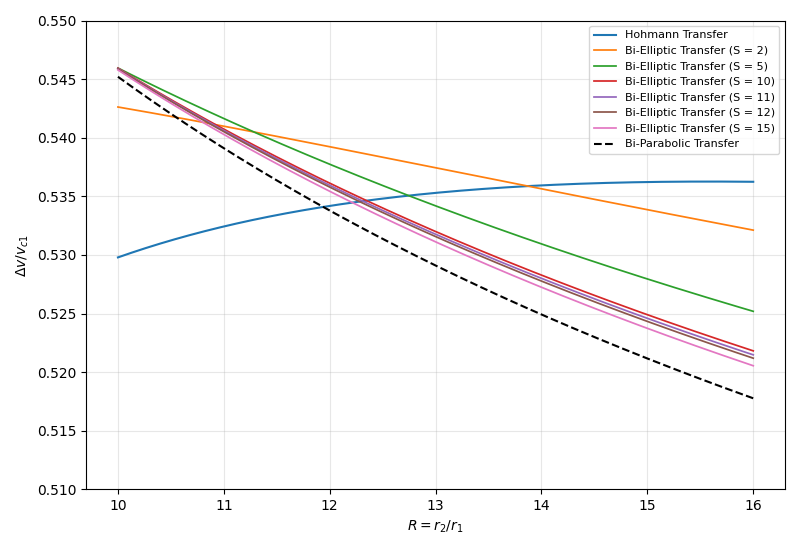 0.550
0.545
0.540
0.535
0.530
0.525
0.520
0.515
0.510
Δv/v_{c1}
10 11 12 13 14 15 16
R = r_2/r_1
Hohmann Transfer
Bi-Elliptic Transfer (S = 2)
Bi-Elliptic Transfer (S = 5)
Bi-Elliptic Transfer (S = 10)
Bi-Elliptic Transfer (S = 11)
Bi-Elliptic Transfer (S = 12)
Bi-Elliptic Transfer (S = 15)
Bi-Parabolic Transfer